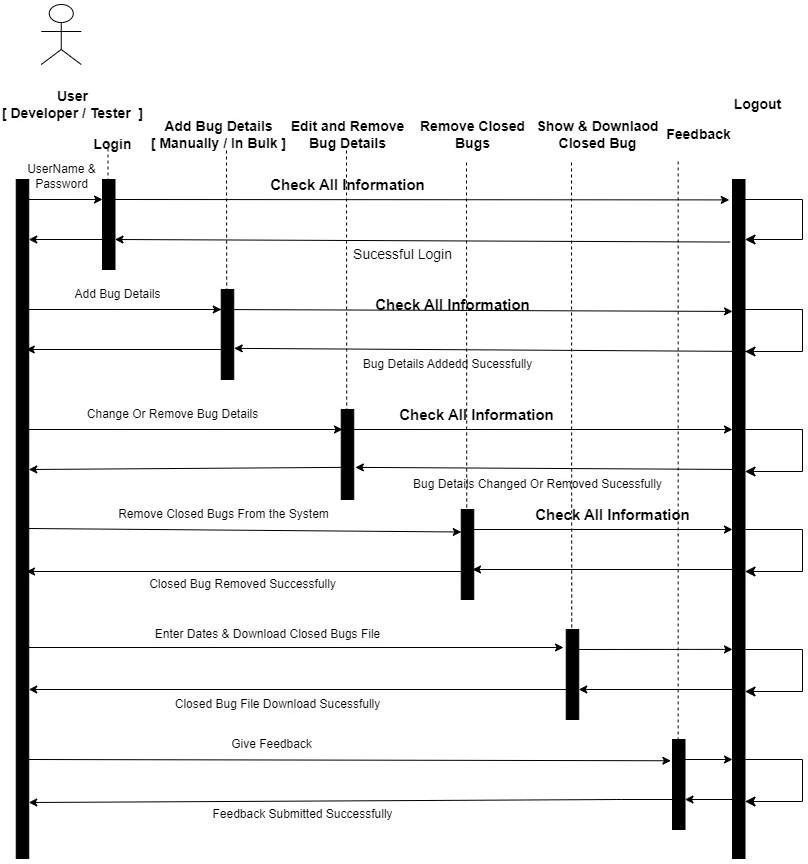 User
[ Developer / Tester ]
Login
Add Bug Details
[ Manually / In Bulk ]
Edit and Remove
Bug Details
Remove Closed
Bugs
Show & Downlaod
Closed Bug
Feedback
Logout
UserName &
Password
Check All Information
Sucessful Login
Add Bug Details
Check All Information
Bug Details Addedd Sucessfully
Change Or Remove Bug Details
Check All Information
Bug Details Changed Or Removed Sucessfully
Remove Closed Bugs From the System
Check All Information
Closed Bug Removed Successfully
Enter Dates & Download Closed Bugs File
Closed Bug File Download Sucessfully
Give Feedback
Feedback Submitted Successfully